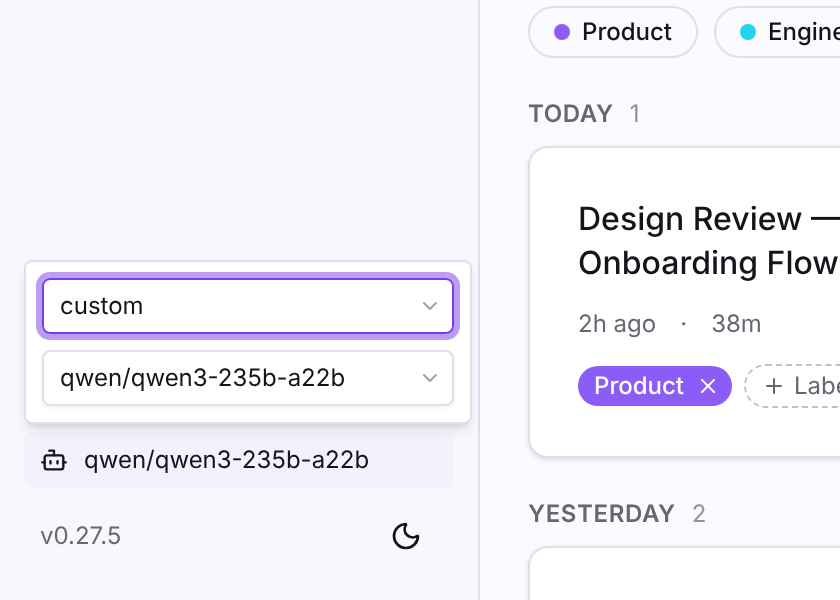 custom
qwen/qwen3-235b-a22b
qwen/qwen3-235b-a22b
v0.27.5
Product
Engine
TODAY 1
Design Review —
Onboarding Flow
2h ago · 38m
Product
+ Labe
YESTERDAY 2